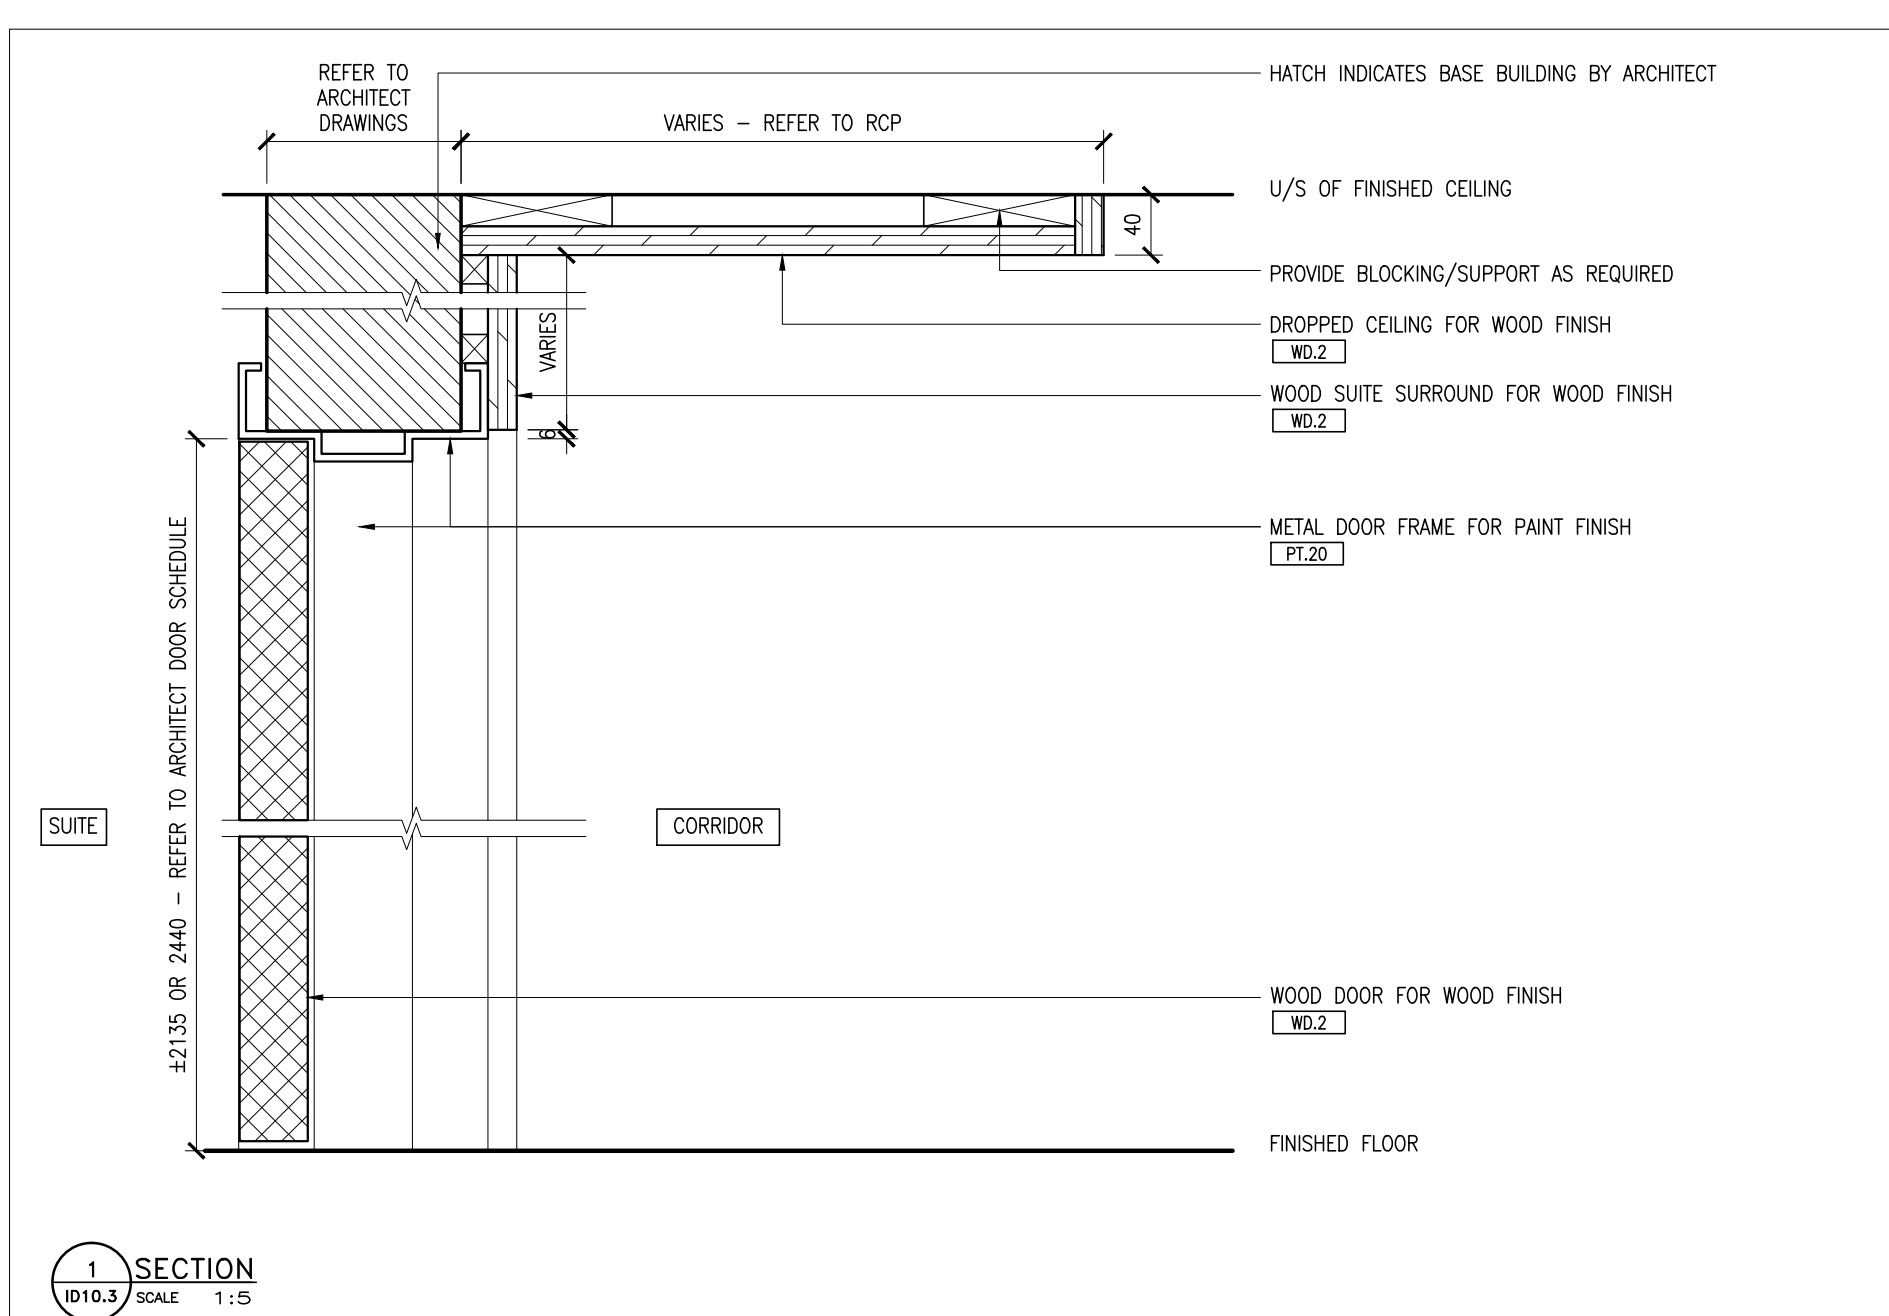 REFER TO
ARCHITECT
DRAWINGS
VARIES - REFER TO RCP
HATCH INDICATES BASE BUILDING BY ARCHITECT
U/S OF FINISHED CEILING
40
PROVIDE BLOCKING/SUPPORT AS REQUIRED
DROPPED CEILING FOR WOOD FINISH
WD.2
VARIES
WOOD SUITE SURROUND FOR WOOD FINISH
WD.2
6
METAL DOOR FRAME FOR PAINT FINISH
PT.20
±2135 OR 2440 - REFER TO ARCHITECT DOOR SCHEDULE
SUITE
CORRIDOR
WOOD DOOR FOR WOOD FINISH
WD.2
FINISHED FLOOR
1
SECTION
ID10.3
SCALE 1:5